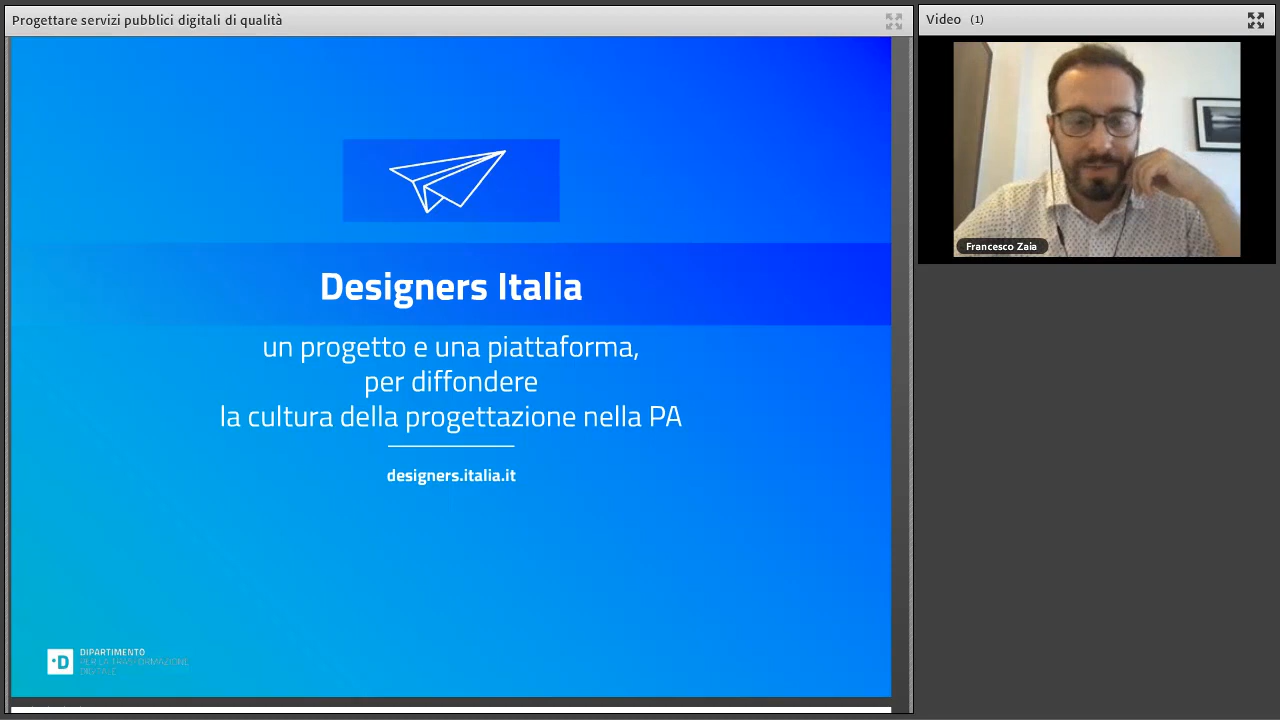 Progettare servizi pubblici digitali di qualità
Video (1)
Francesco Zaia
Designers Italia
un progetto e una piattaforma,
per diffondere
la cultura della progettazione nella PA
designers.italia.it
·D
DIPARTIMENTO
PER LA TRASFORMAZIONE
DIGITALE